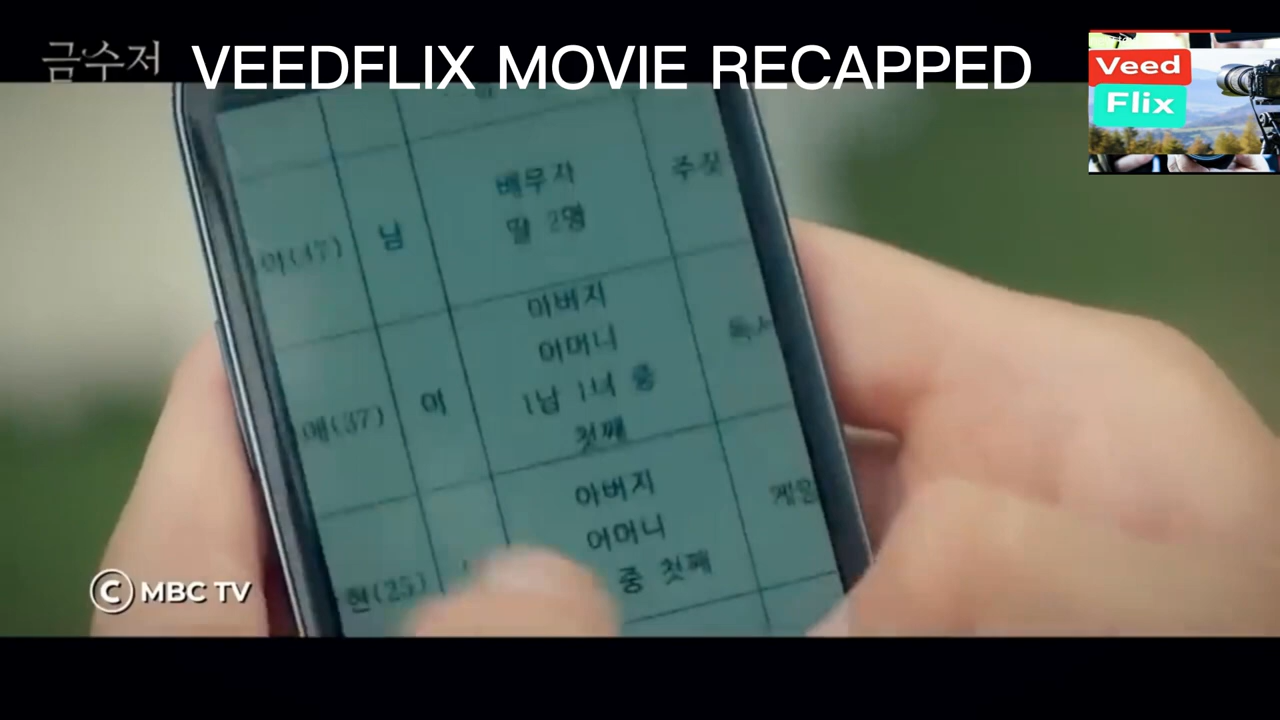 금수저
VEEDFLIX MOVIE RECAPPED
Veed
Flix
배우자
딸 2명
남
아버지
어머니
1남 1녀 중
첫째
여
애(37)
아버지
어머니
중 첫째
현(25)
© MBC TV